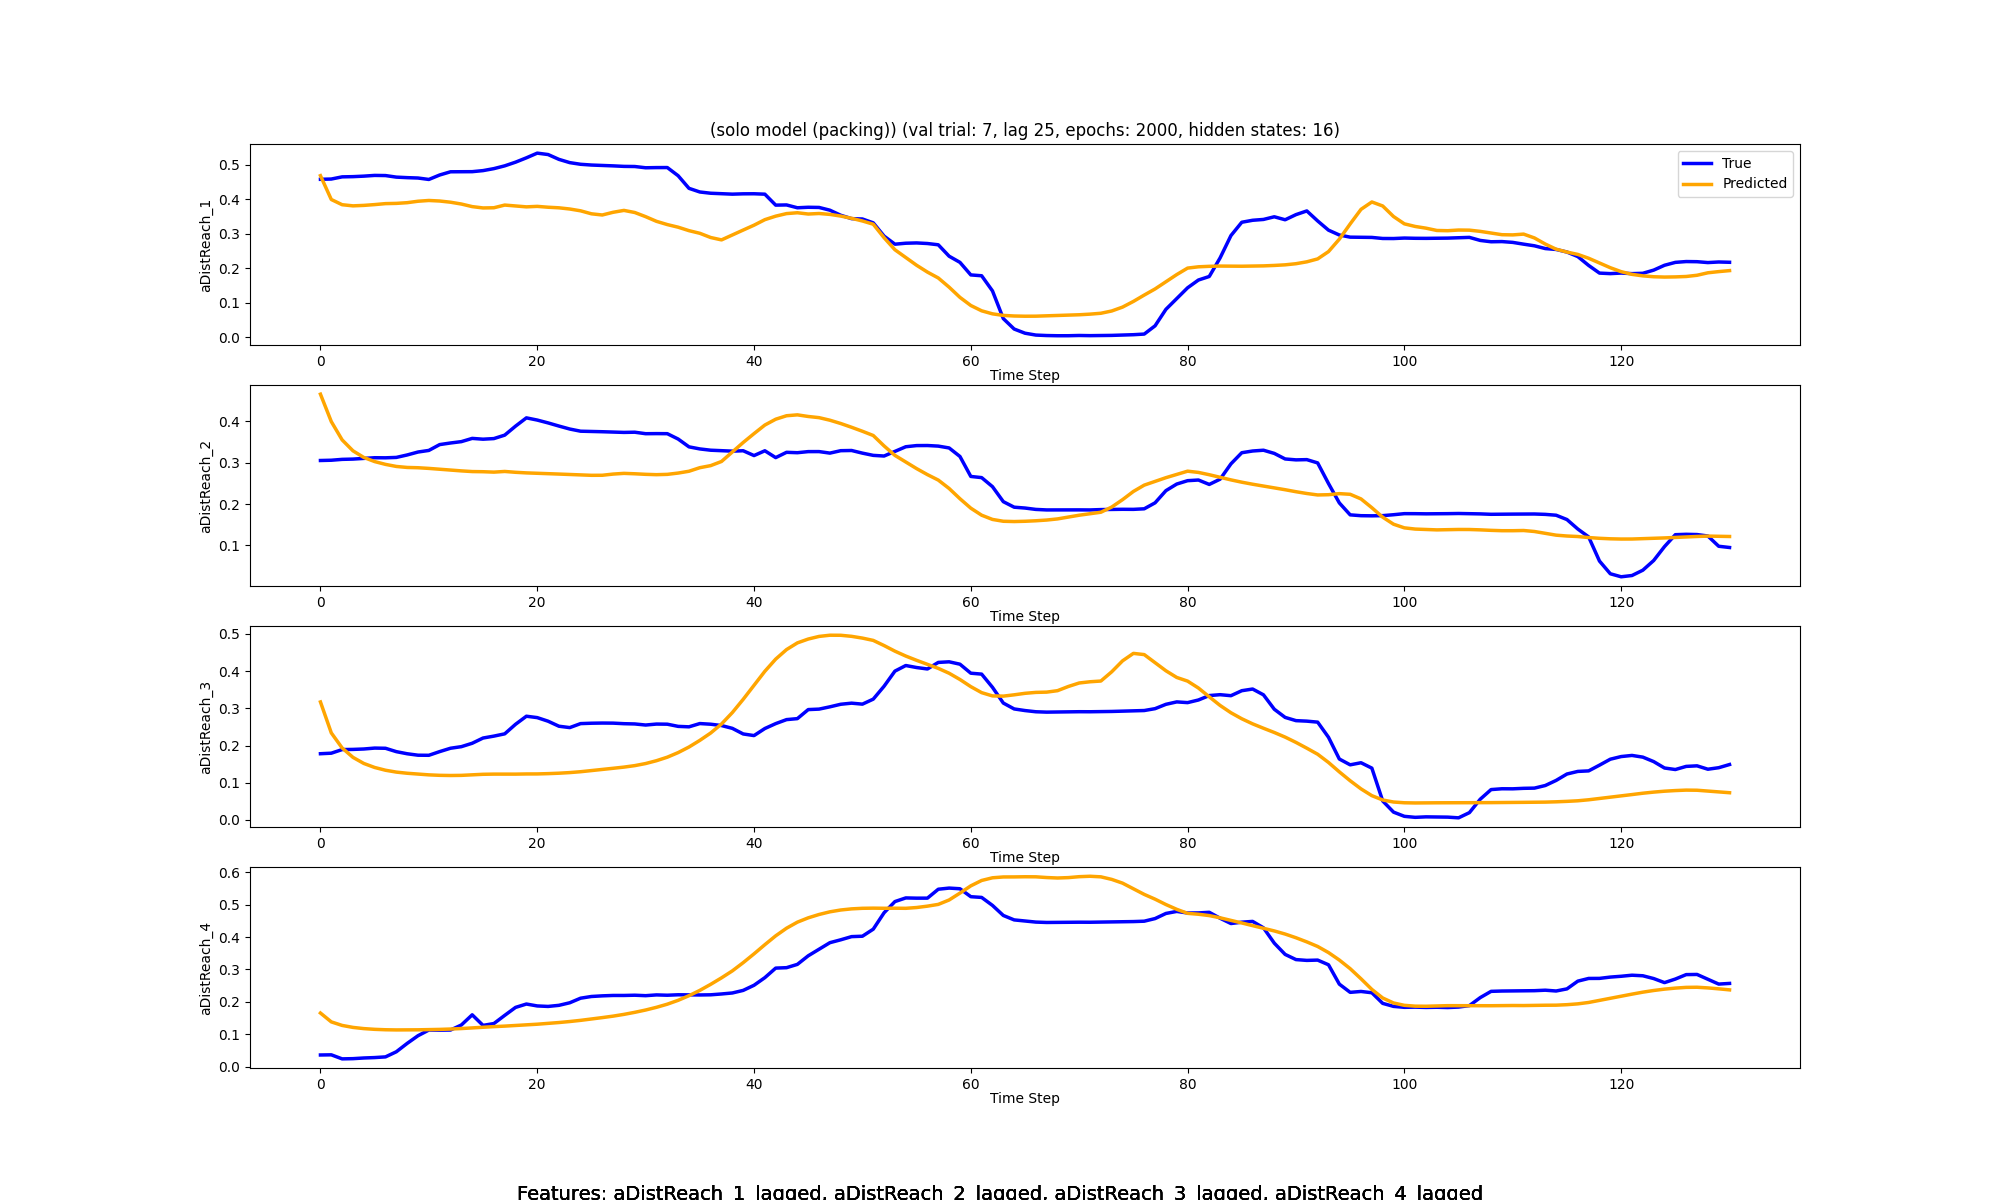 (solo model (packing)) (val trial: 7, lag 25, epochs: 2000, hidden states: 16)
True
Predicted
aDistReach_1
0.5
0.4
0.3
0.2
0.1
0.0
0 20 40 60 80 100 120
Time Step
aDistReach_2
0.4
0.3
0.2
0.1
0 20 40 60 80 100 120
Time Step
aDistReach_3
0.5
0.4
0.3
0.2
0.1
0.0
0 20 40 60 80 100 120
Time Step
aDistReach_4
0.6
0.5
0.4
0.3
0.2
0.1
0.0
0 20 40 60 80 100 120
Time Step
Features: aDistReach_1_lagged, aDistReach_2_lagged, aDistReach_3_lagged, aDistReach_4_lagged